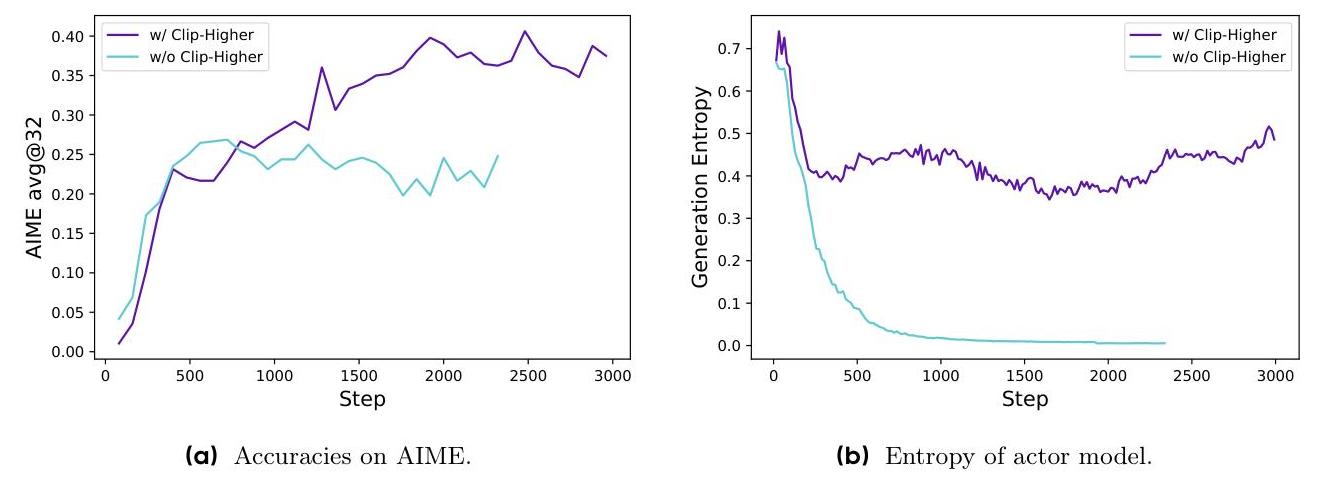 w/ Clip-Higher
w/o Clip-Higher
AIME avg@32
0.40
0.35
0.30
0.25
0.20
0.15
0.10
0.05
0.00
0 500 1000 1500 2000 2500 3000
Step
(a) Accuracies on AIME.
w/ Clip-Higher
w/o Clip-Higher
Generation Entropy
0.7
0.6
0.5
0.4
0.3
0.2
0.1
0.0
0 500 1000 1500 2000 2500 3000
Step
(b) Entropy of actor model.